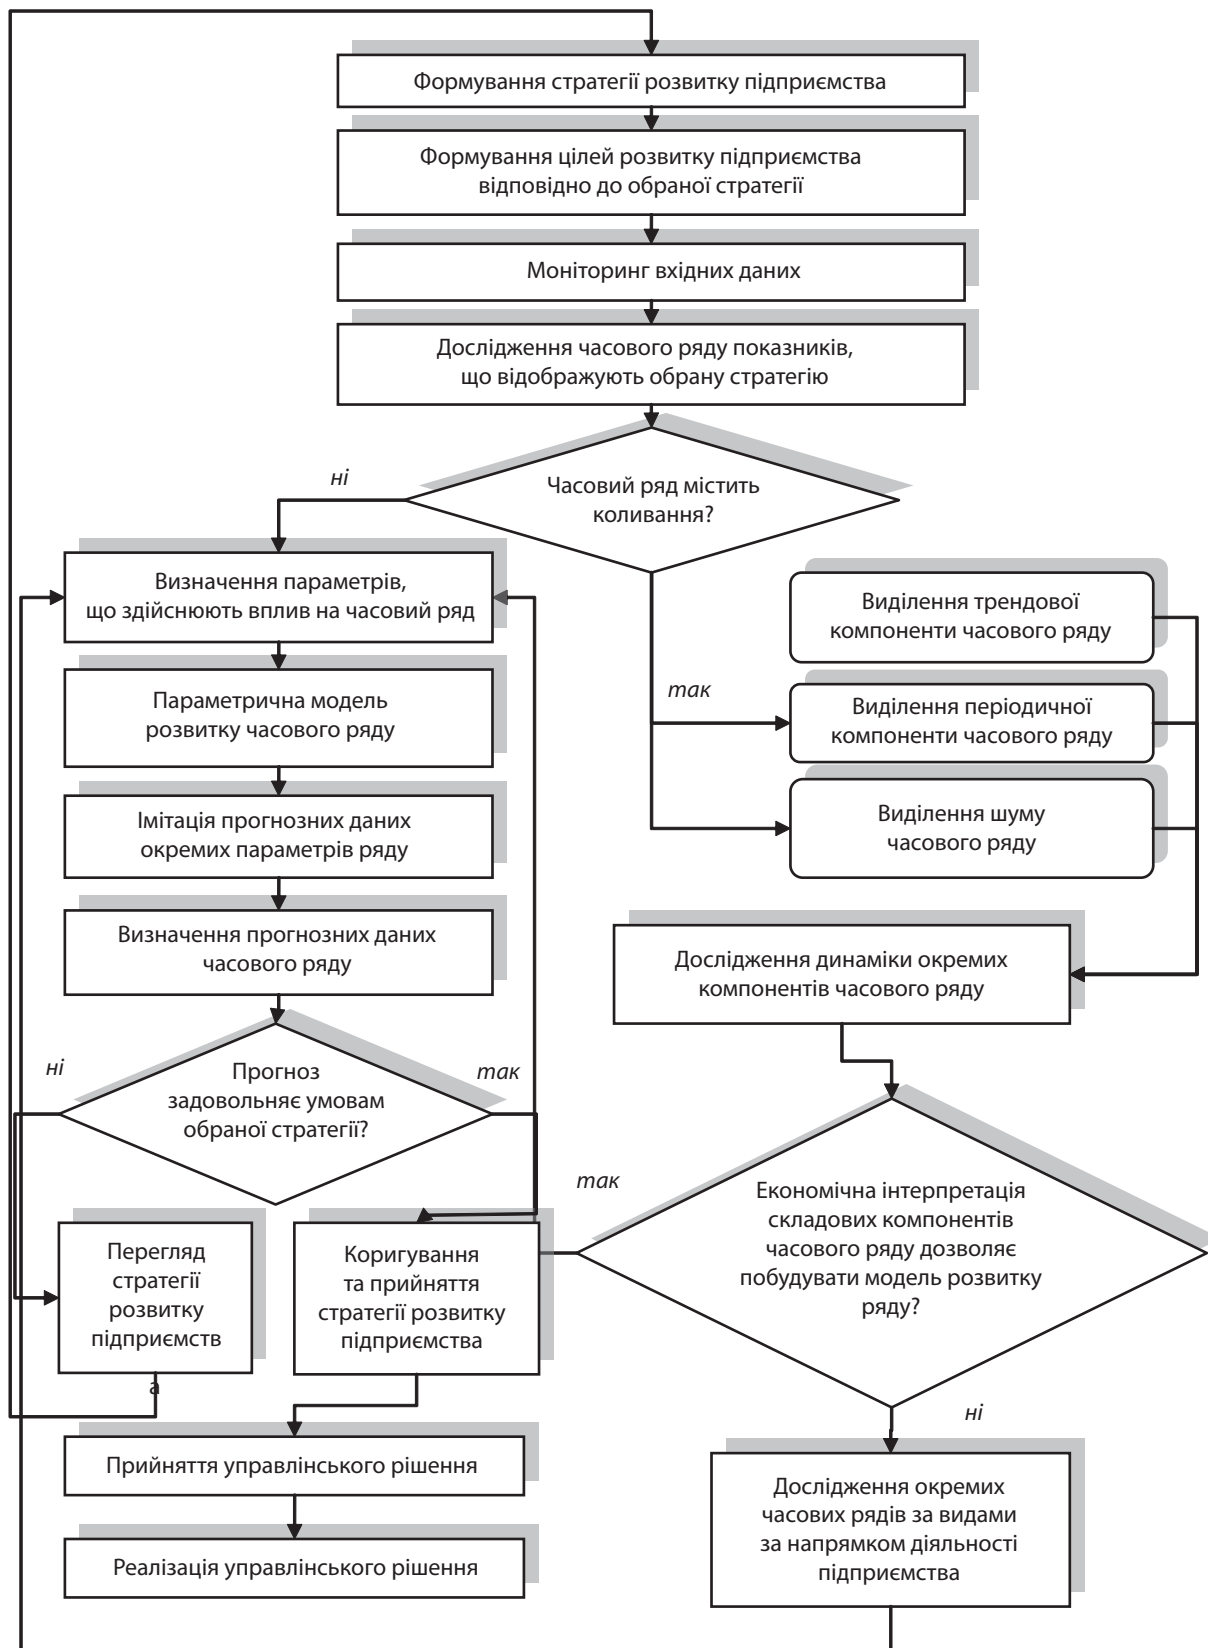 Формування стратегії розвитку підприємства
Формування цілей розвитку підприємства
відповідно до обраної стратегії
Моніторинг вхідних даних
Дослідження часового ряду показників,
що відображують обрану стратегію
Часовий ряд містить
коливання?
ні
Визначення параметрів,
що здійснюють вплив на часовий ряд
Параметрична модель
розвитку часового ряду
Імітація прогнозних даних
окремих параметрів ряду
Визначення прогнозних даних
часового ряду
так
Виділення трендової
компоненти часового ряду
Виділення періодичної
компоненти часового ряду
Виділення шуму
часового ряду
Дослідження динаміки окремих
компонентів часового ряду
ні
Прогноз
задовольняє умовам
обраної стратегії?
так
Перегляд
стратегії
розвитку
підприємств
а
Коригування
та прийняття
стратегії розвитку
підприємства
так
Економічна інтерпретація
складових компонентів
часового ряду дозволяє
побудувати модель розвитку
ряду?
ні
Прийняття управлінського рішення
Реалізація управлінського рішення
Дослідження окремих
часових рядів за видами
за напрямком діяльності
підприємства